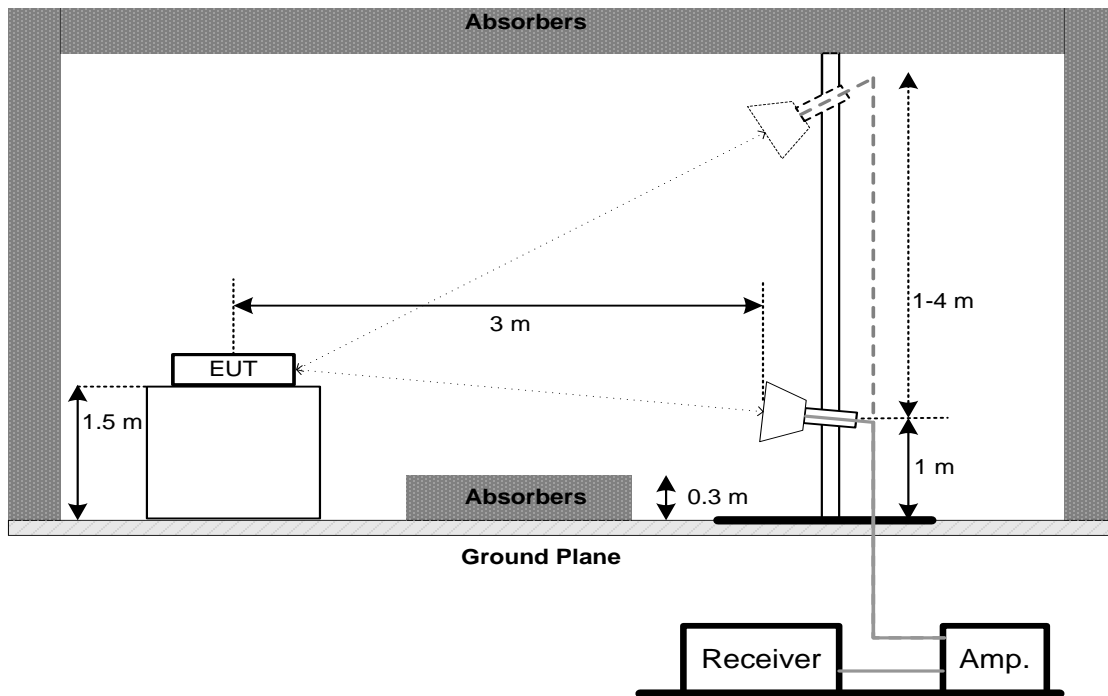 Absorbers
1-4 m
3 m
EUT
1.5 m
1 m
0.3 m
Absorbers
Ground Plane
Receiver
Amp.